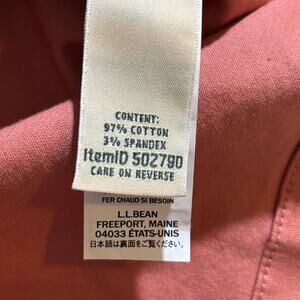 CONTENT:
97% COTTON
3% SPANDEX
ItemID 502790
CARE ON REVERSE
FER CHAUD SI BESOIN
L.L.BEAN
FREEPORT, MAINE
04033 ÉTATS-UNIS
日本語は裏面をご覧ください。